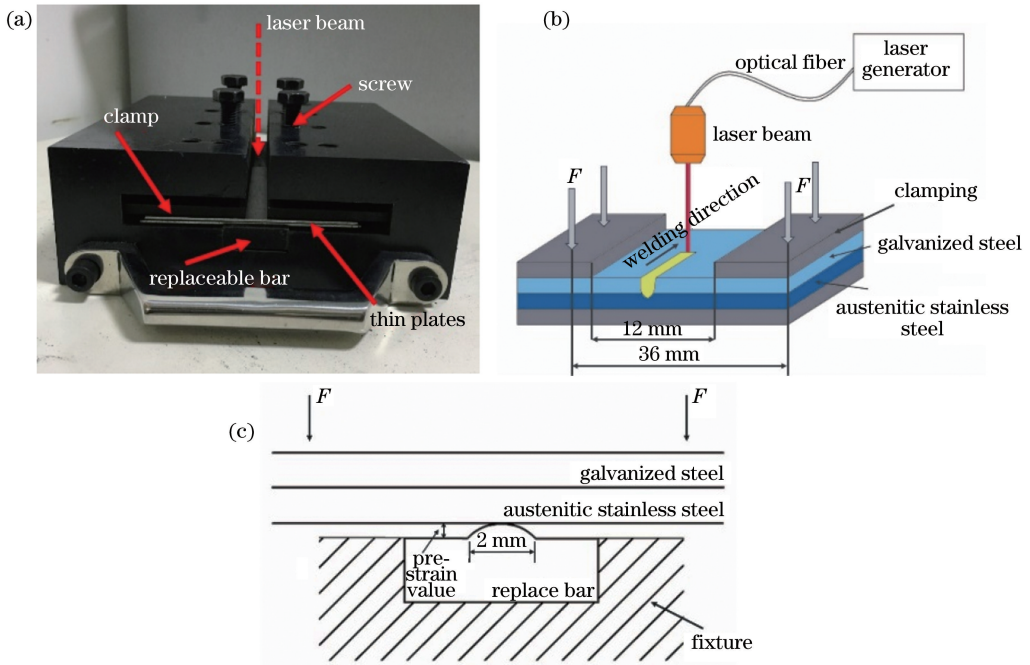 (a)
laser beam
screw
clamp
replaceable bar
thin plates
(b)
laser
generator
optical fiber
laser beam
F
F
clamping
welding direction
galvanized steel
austenitic stainless
steel
12 mm
36 mm
(c)
F
F
galvanized steel
austenitic stainless steel
2 mm
pre-
strain
value
replace bar
fixture